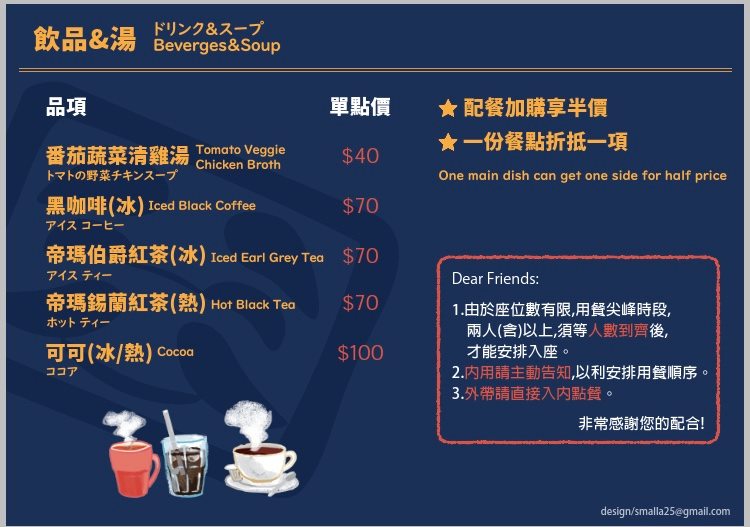 飲品&湯
ドリンク&スープ
Beverges&Soup
品項 單點價
番茄蔬菜清雞湯 Tomato Veggie Chicken Broth $40
トマトの野菜チキンスープ
黑咖啡(冰) Iced Black Coffee $70
アイス コーヒー
帝瑪伯爵紅茶(冰) Iced Earl Grey Tea $70
アイス ティー
帝瑪錫蘭紅茶(熱) Hot Black Tea $70
ホット ティー
可可(冰/熱) Cocoa $100
ココア
★ 配餐加購享半價
★ 一份餐點折抵一項
One main dish can get one side for half price
Dear Friends:
1.由於座位數有限,用餐尖峰時段,
兩人(含)以上,須等人數到齊後,
才能安排入座。
2.內用請主動告知,以利安排用餐順序。
3.外帶請直接入內點餐。
非常感謝您的配合!
design/smalla25@gmail.com